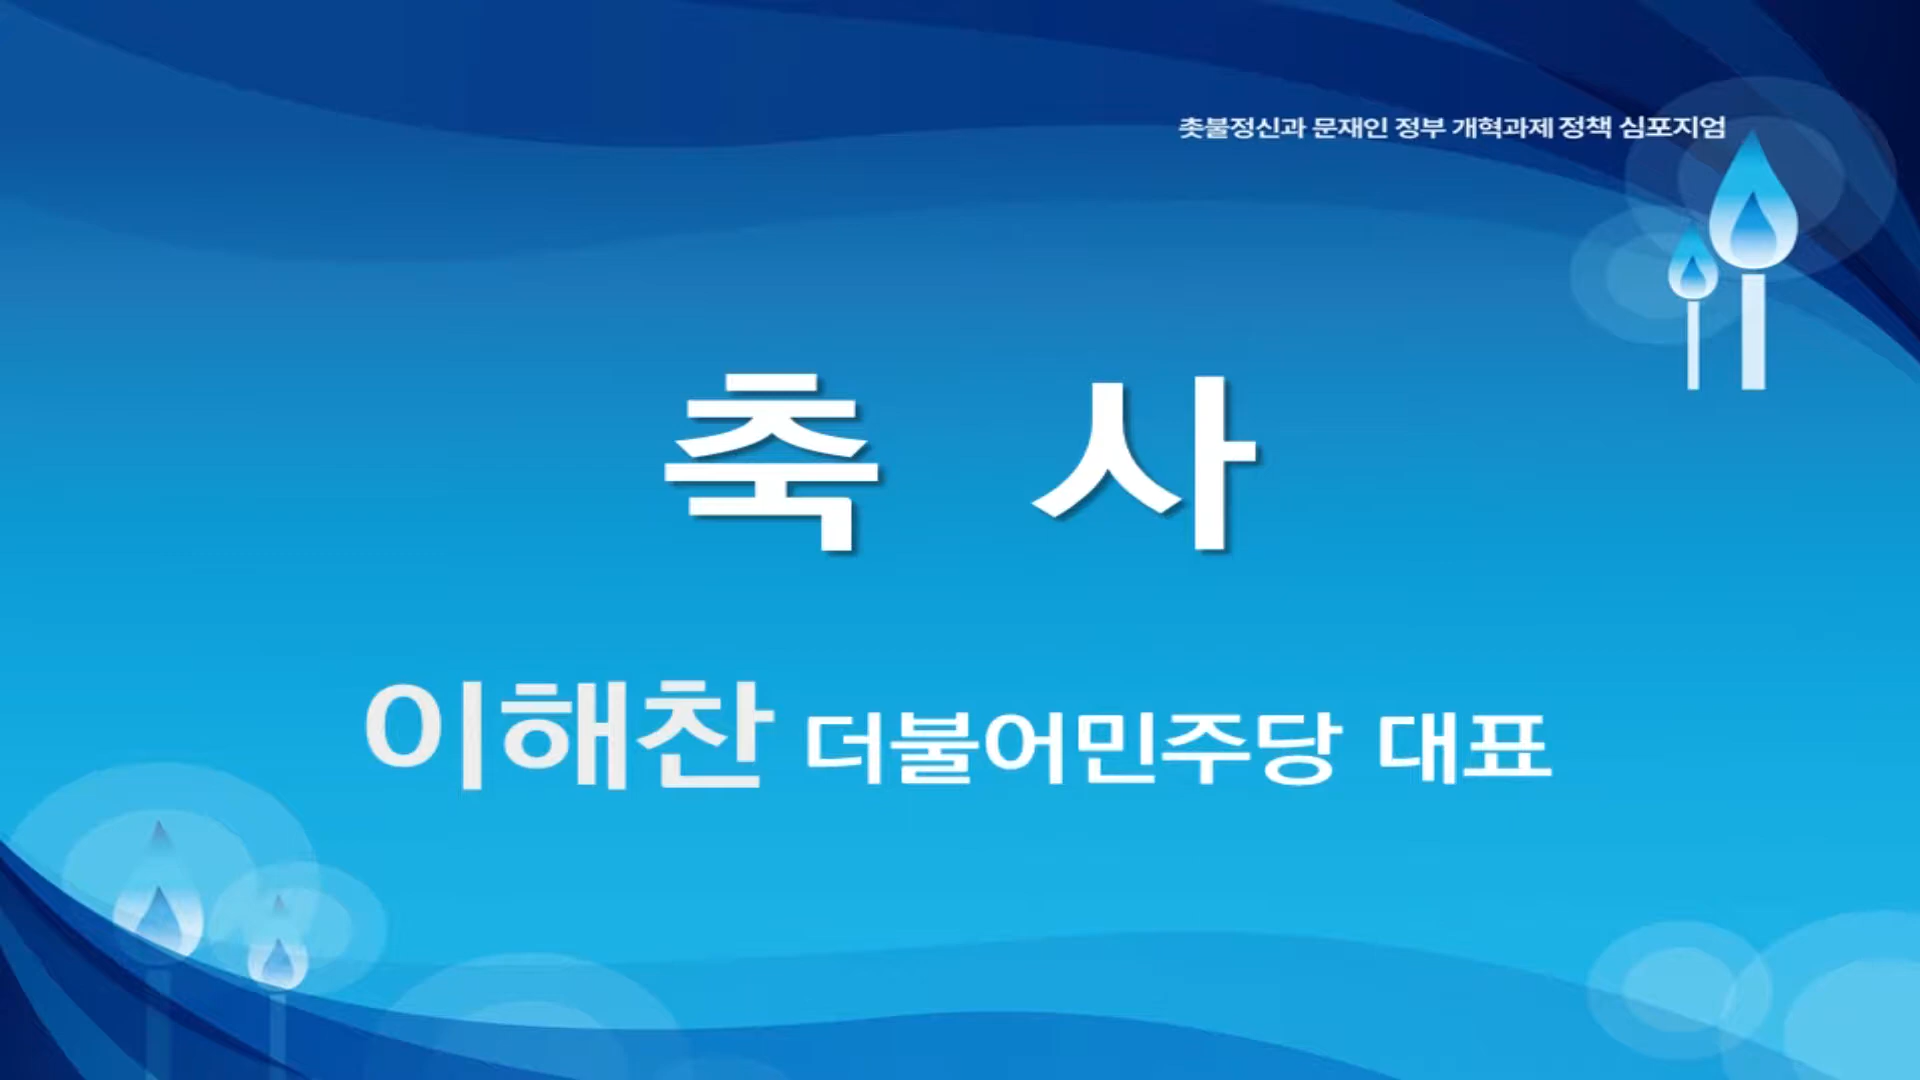 촛불정신과 문재인 정부 개혁과제 정책 심포지엄
축 사
이해찬 더불어민주당 대표